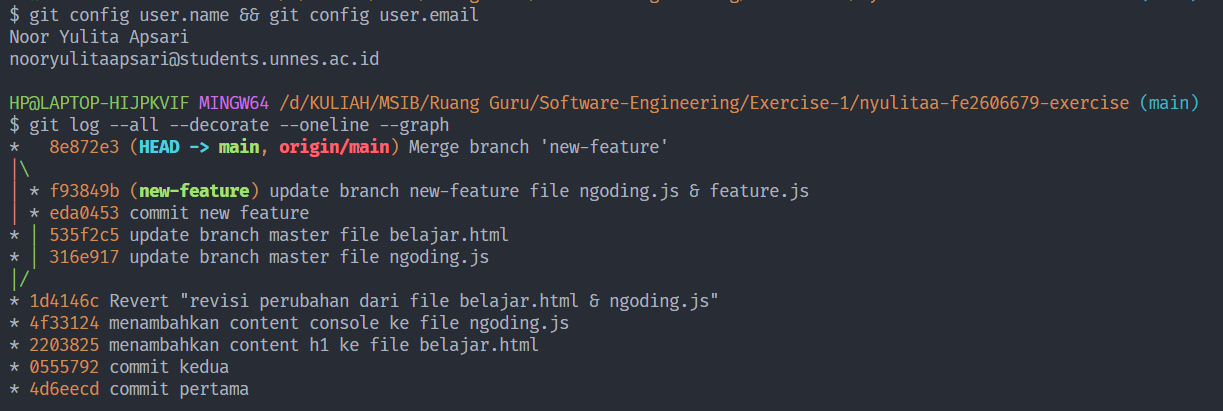 $ git config user.name && git config user.email
Noor Yulita Apsari
nooryulitaapsari@students.unnes.ac.id
HP@LAPTOP-HIJPKVIF MINGW64 /d/KULIAH/MSIB/Ruang Guru/Software-Engineering/Exercise-1/nyulitaa-fe2606679-exercise (main)
$ git log --all --decorate --oneline --graph
*   8e872e3 (HEAD -> main, origin/main) Merge branch 'new-feature'
|\
| * f93849b (new-feature) update branch new-feature file ngoding.js & feature.js
| * eda0453 commit new feature
* | 535f2c5 update branch master file belajar.html
* | 316e917 update branch master file ngoding.js
|/
* 1d4146c Revert "revisi perubahan dari file belajar.html & ngoding.js"
* 4f33124 menambahkan content console ke file ngoding.js
* 2203825 menambahkan content h1 ke file belajar.html
* 0555792 commit kedua
* 4d6eecd commit pertama